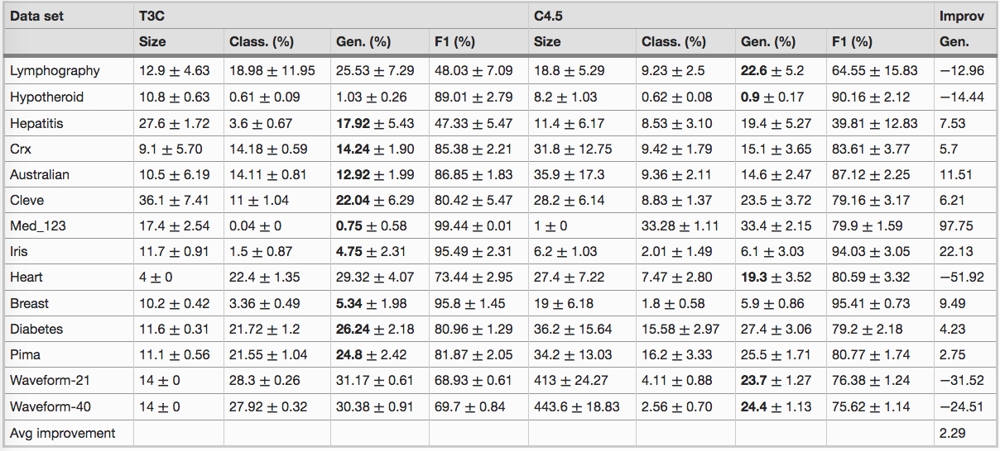 Data set T3C C4.5 Improv
Size Class. (%) Gen. (%) F1 (%) Size Class. (%) Gen. (%) F1 (%) Gen.
Lymphography 12.9 ± 4.63 18.98 ± 11.95 25.53 ± 7.29 48.03 ± 7.09 18.8 ± 5.29 9.23 ± 2.5 22.6 ± 5.2 64.55 ± 15.83 −12.96
Hypotheroid 10.8 ± 0.63 0.61 ± 0.09 1.03 ± 0.26 89.01 ± 2.79 8.2 ± 1.03 0.62 ± 0.08 0.9 ± 0.17 90.16 ± 2.12 −14.44
Hepatitis 27.6 ± 1.72 3.6 ± 0.67 17.92 ± 5.43 47.33 ± 5.47 11.4 ± 6.17 8.53 ± 3.10 19.4 ± 5.27 39.81 ± 12.83 7.53
Crx 9.1 ± 5.70 14.18 ± 0.59 14.24 ± 1.90 85.38 ± 2.21 31.8 ± 12.75 9.42 ± 1.79 15.1 ± 3.65 83.61 ± 3.77 5.7
Australian 10.5 ± 6.19 14.11 ± 0.81 12.92 ± 1.99 86.85 ± 1.83 35.9 ± 17.3 9.36 ± 2.11 14.6 ± 2.47 87.12 ± 2.25 11.51
Cleve 36.1 ± 7.41 11 ± 1.04 22.04 ± 6.29 80.42 ± 5.47 28.2 ± 6.14 8.83 ± 1.37 23.5 ± 3.72 79.16 ± 3.17 6.21
Med_123 17.4 ± 2.54 0.04 ± 0 0.75 ± 0.58 99.44 ± 0.01 1 ± 0 33.28 ± 1.11 33.4 ± 2.15 79.9 ± 1.59 97.75
Iris 11.7 ± 0.91 1.5 ± 0.87 4.75 ± 2.31 95.49 ± 2.31 6.2 ± 1.03 2.01 ± 1.49 6.1 ± 3.03 94.03 ± 3.05 22.13
Heart 4 ± 0 22.4 ± 1.35 29.32 ± 4.07 73.44 ± 2.95 27.4 ± 7.22 7.47 ± 2.80 19.3 ± 3.52 80.59 ± 3.32 −51.92
Breast 10.2 ± 0.42 3.36 ± 0.49 5.34 ± 1.98 95.8 ± 1.45 19 ± 6.18 1.8 ± 0.58 5.9 ± 0.86 95.41 ± 0.73 9.49
Diabetes 11.6 ± 0.31 21.72 ± 1.2 26.24 ± 2.18 80.96 ± 1.29 36.2 ± 15.64 15.58 ± 2.97 27.4 ± 3.06 79.2 ± 2.18 4.23
Pima 11.1 ± 0.56 21.55 ± 1.04 24.8 ± 2.42 81.87 ± 2.05 34.2 ± 13.03 16.2 ± 3.33 25.5 ± 1.71 80.77 ± 1.74 2.75
Waveform-21 14 ± 0 28.3 ± 0.26 31.17 ± 0.61 68.93 ± 0.61 413 ± 24.27 4.11 ± 0.88 23.7 ± 1.27 76.38 ± 1.24 −31.52
Waveform-40 14 ± 0 27.92 ± 0.32 30.38 ± 0.91 69.7 ± 0.84 443.6 ± 18.83 2.56 ± 0.70 24.4 ± 1.13 75.62 ± 1.14 −24.51
Avg improvement 2.29